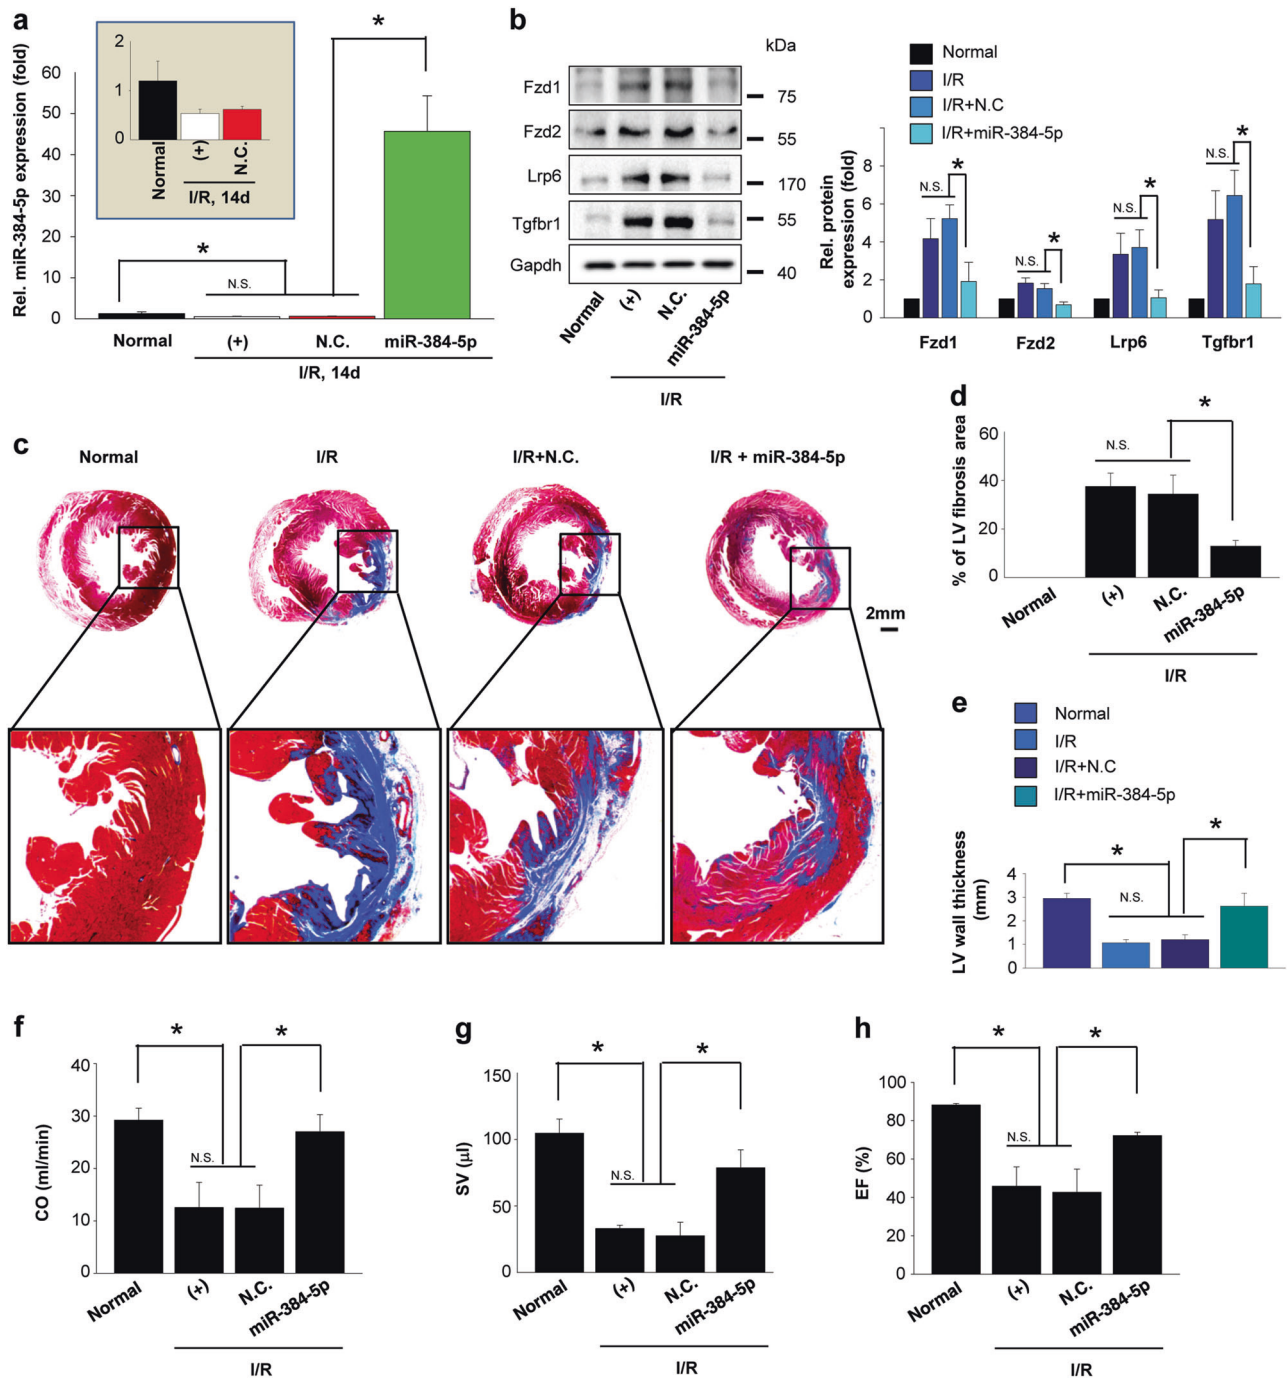 a
Rel. miR-384-5p expression (fold)
60
50
40
30
20
10
0
2
1
0
Normal
(+)
N.C.
I/R, 14d
*
*
N.S.
Normal
(+)
N.C.
miR-384-5p
I/R, 14d
b
kDa
Fzd1
75
Fzd2
55
Lrp6
170
Tgfbr1
55
Gapdh
40
Normal
(+)
N.C.
miR-384-5p
I/R
Normal
I/R
I/R+N.C
I/R+miR-384-5p
Rel. protein
expression (fold)
10
8
6
4
2
0
N.S.
*
N.S.
*
N.S.
*
N.S.
*
Fzd1
Fzd2
Lrp6
Tgfbr1
c
Normal
I/R
I/R+N.C.
I/R + miR-384-5p
2mm
d
% of LV fibrosis area
60
40
20
0
N.S.
*
Normal
(+)
N.C.
miR-384-5p
I/R
e
Normal
I/R
I/R+N.C
I/R+miR-384-5p
LV wall thickness
(mm)
4
3
2
1
0
*
N.S.
*
f
CO (ml/min)
40
30
20
10
0
*
*
N.S.
Normal
(+)
N.C.
miR-384-5p
I/R
g
SV (µl)
150
100
50
0
*
*
N.S.
Normal
(+)
N.C.
miR-384-5p
I/R
h
EF (%)
100
80
60
40
20
0
*
*
N.S.
Normal
(+)
N.C.
miR-384-5p
I/R